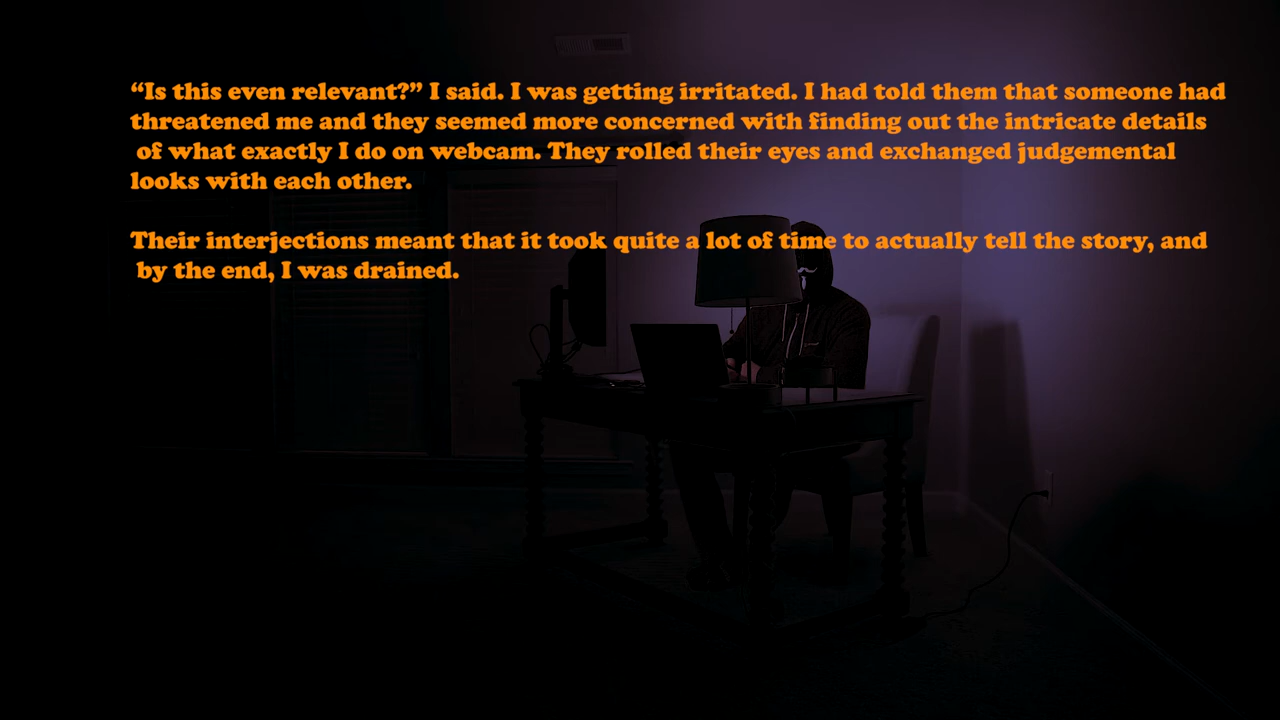 “Is this even relevant?” I said. I was getting irritated. I had told them that someone had
threatened me and they seemed more concerned with finding out the intricate details
of what exactly I do on webcam. They rolled their eyes and exchanged judgemental
looks with each other.
Their interjections meant that it took quite a lot of time to actually tell the story, and
by the end, I was drained.